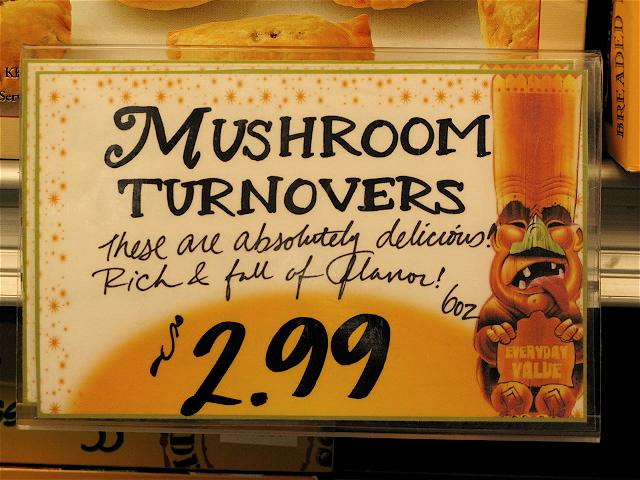 MUSHROOM
TURNOVERS
These are absolutely delicious!
Rich & full of flavor!
6oz
$2.99
EVERYDAY
VALUE
BREADED